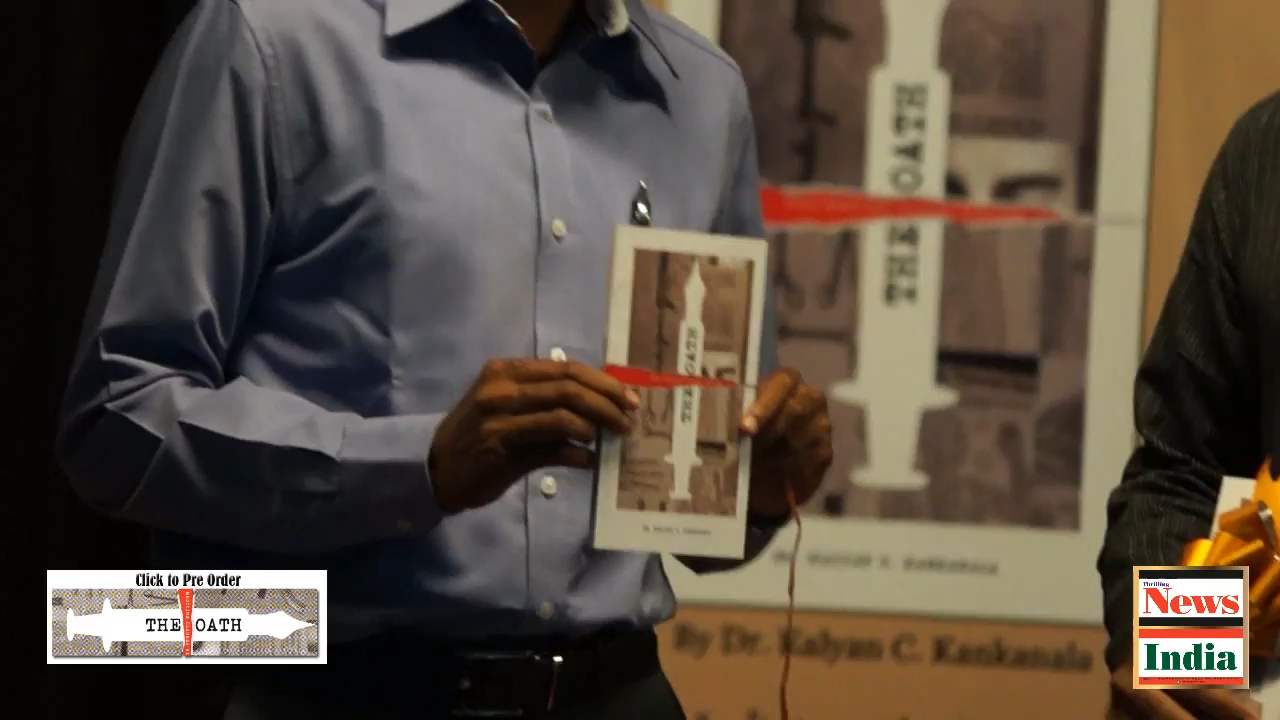 THE OATH
THE OATH
By Dr. Kalyan C. Kankanala
Click to Pre Order
THE OATH
Thrilling
News
India